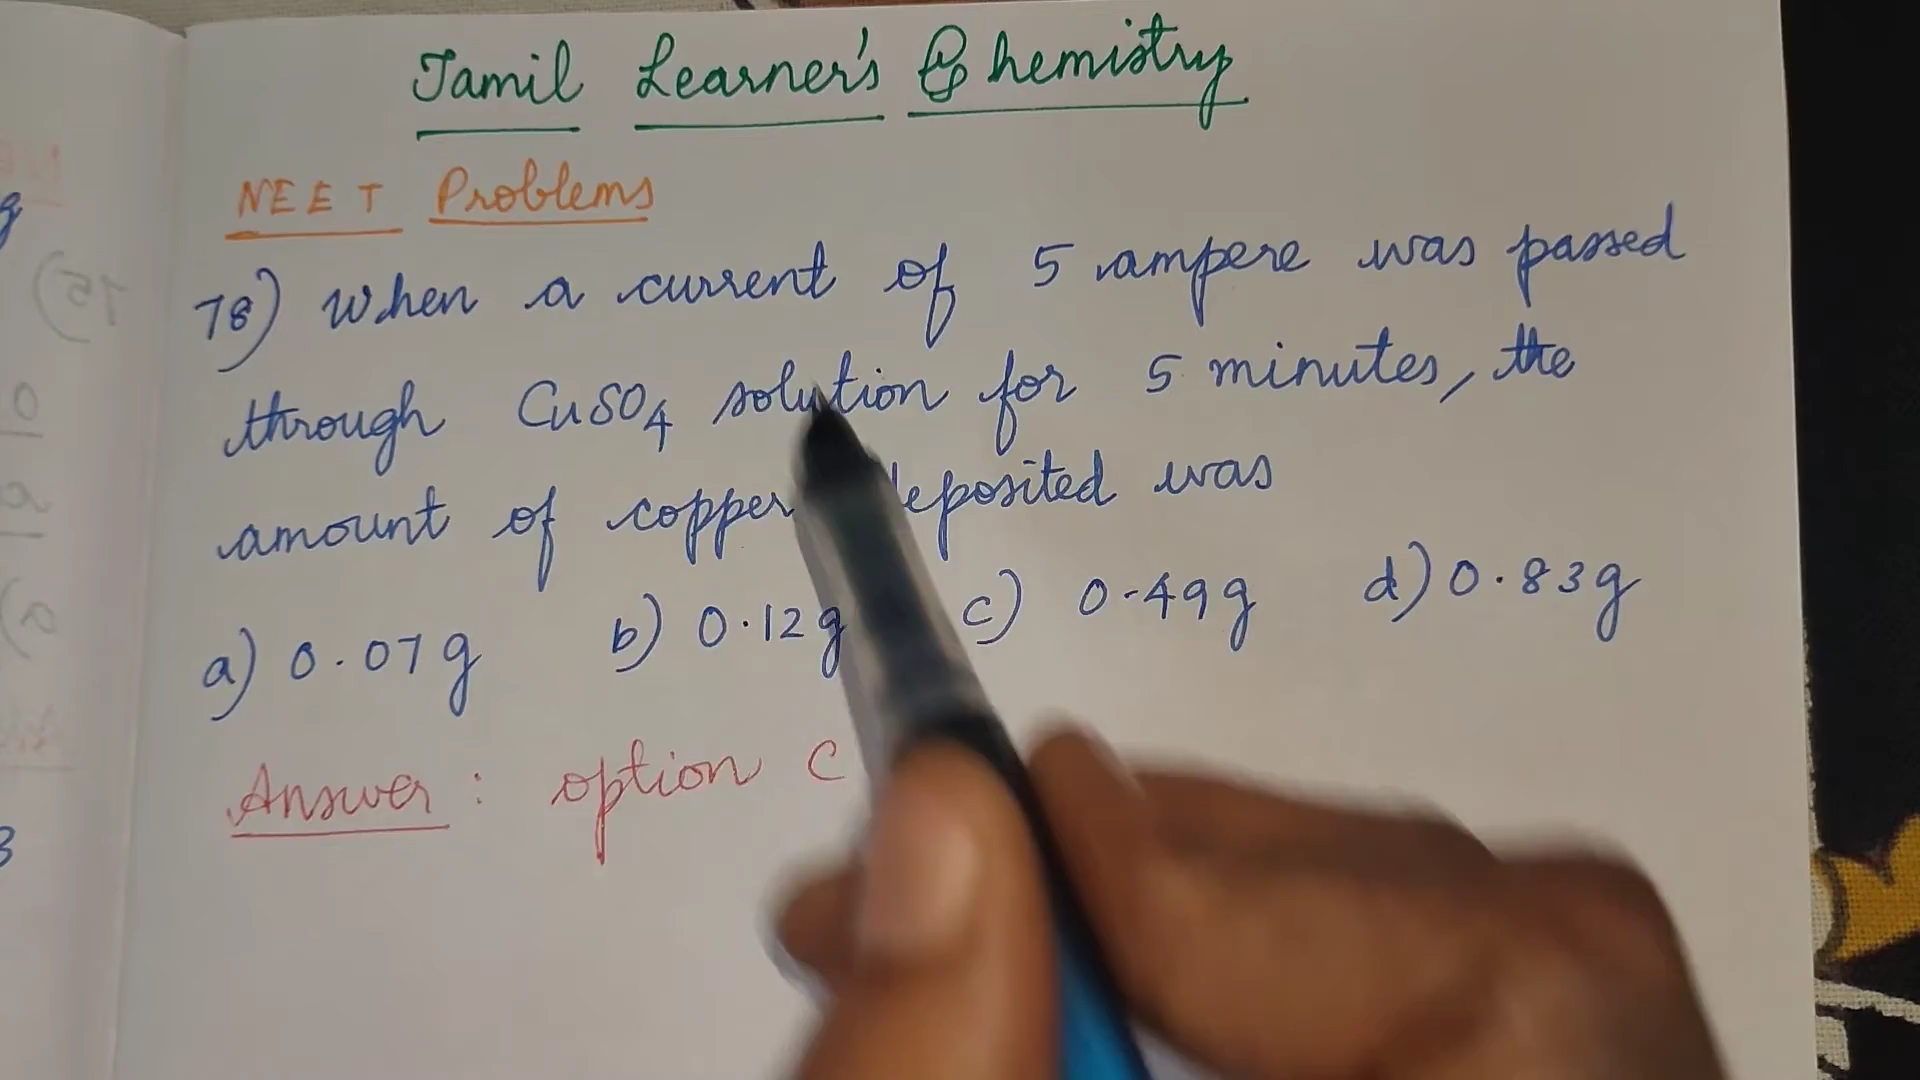 Tamil Learner's Chemistry
NEET Problems
78) When a current of 5 ampere was passed
through CuSO4 solution for 5 minutes, the
amount of copper deposited was
a) 0.07g b) 0.12g c) 0.49g d) 0.83g
Answer: option C